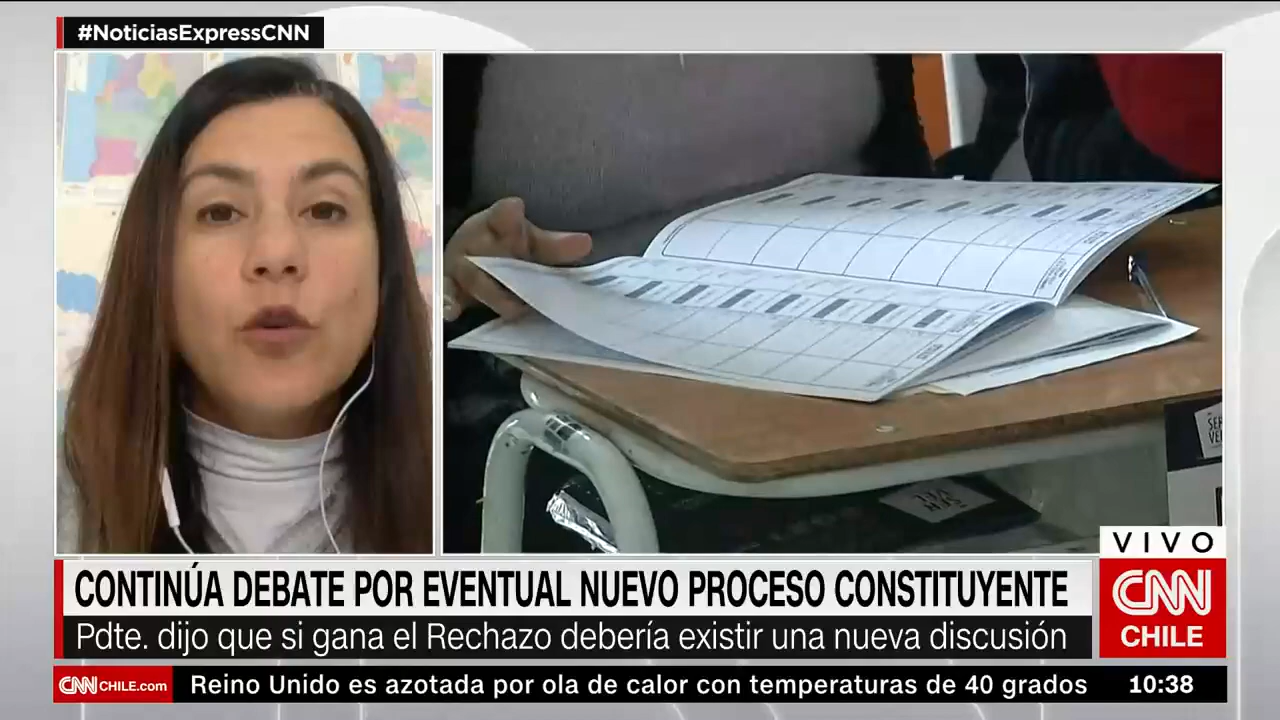 #NoticiasExpressCNN
VIVO
CONTINÚA DEBATE POR EVENTUAL NUEVO PROCESO CONSTITUYENTE
Pdte. dijo que si gana el Rechazo debería existir una nueva discusión
CNN
CHILE
CNNCHILE.com
Reino Unido es azotada por ola de calor con temperaturas de 40 grados
10:38